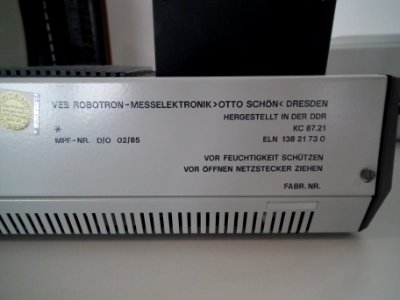 VEB ROBOTRON-MESSELEKTRONIK >OTTO SCHÖN< DRESDEN
HERGESTELLT IN DER DDR
* KC 87.21
MPF-NR. D/O 02/85 ELN 138 21 73 0
VOR FEUCHTIGKEIT SCHÜTZEN
VOR ÖFFNEN NETZSTECKER ZIEHEN
FABR. NR.